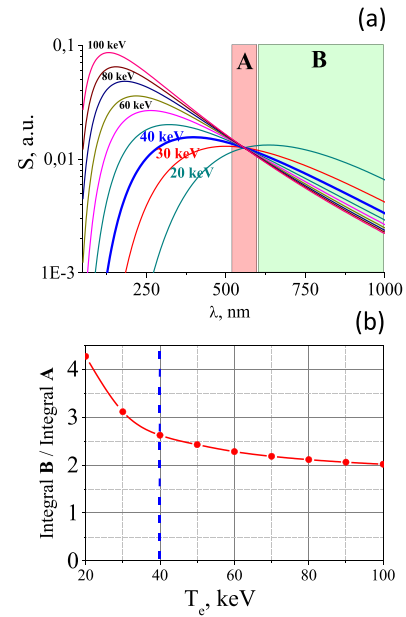 (a)
0,1
0,01
1E-3
S, a.u.
100 keV
80 keV
60 keV
40 keV
30 keV
20 keV
A
B
250
500
750
1000
λ, nm
(b)
4
3
2
1
0
Integral B / Integral A
20
40
60
80
100
T_e, keV